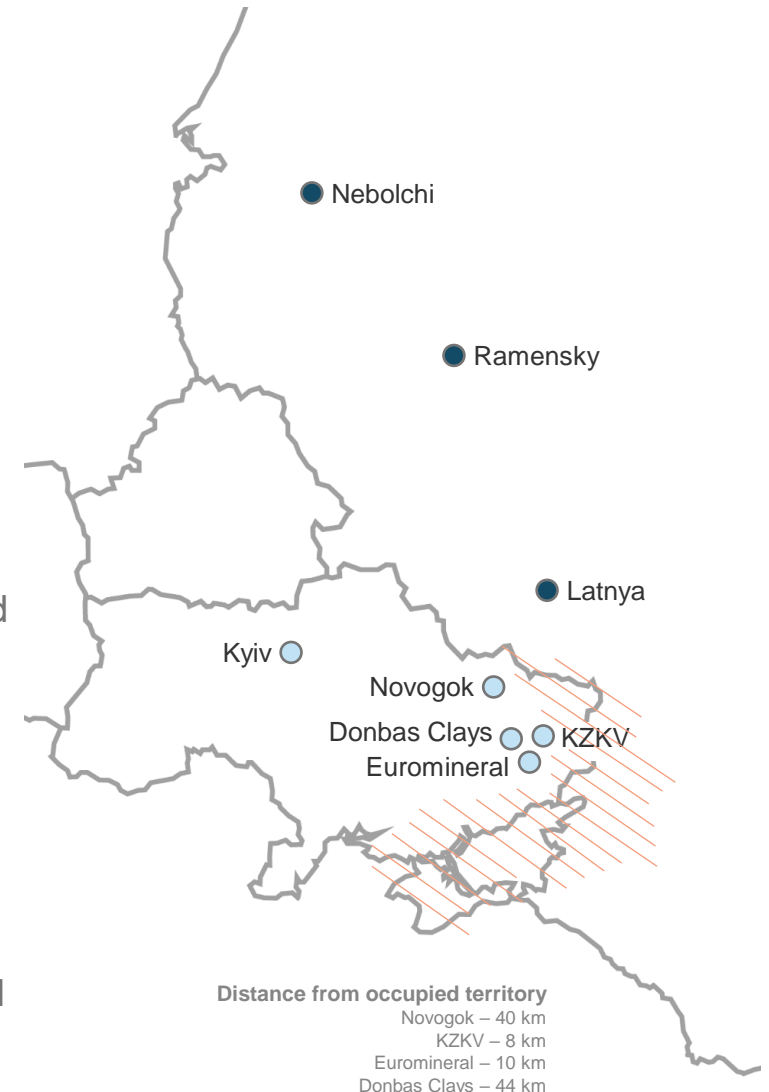 Nebolchi
Ramensky
Latnya
Kyiv
Novogok
Donbas Clays
KZKV
Euromineral
Distance from occupied territory
Novogok – 40 km
KZKV – 8 km
Euromineral – 10 km
Donbas Clays – 44 km